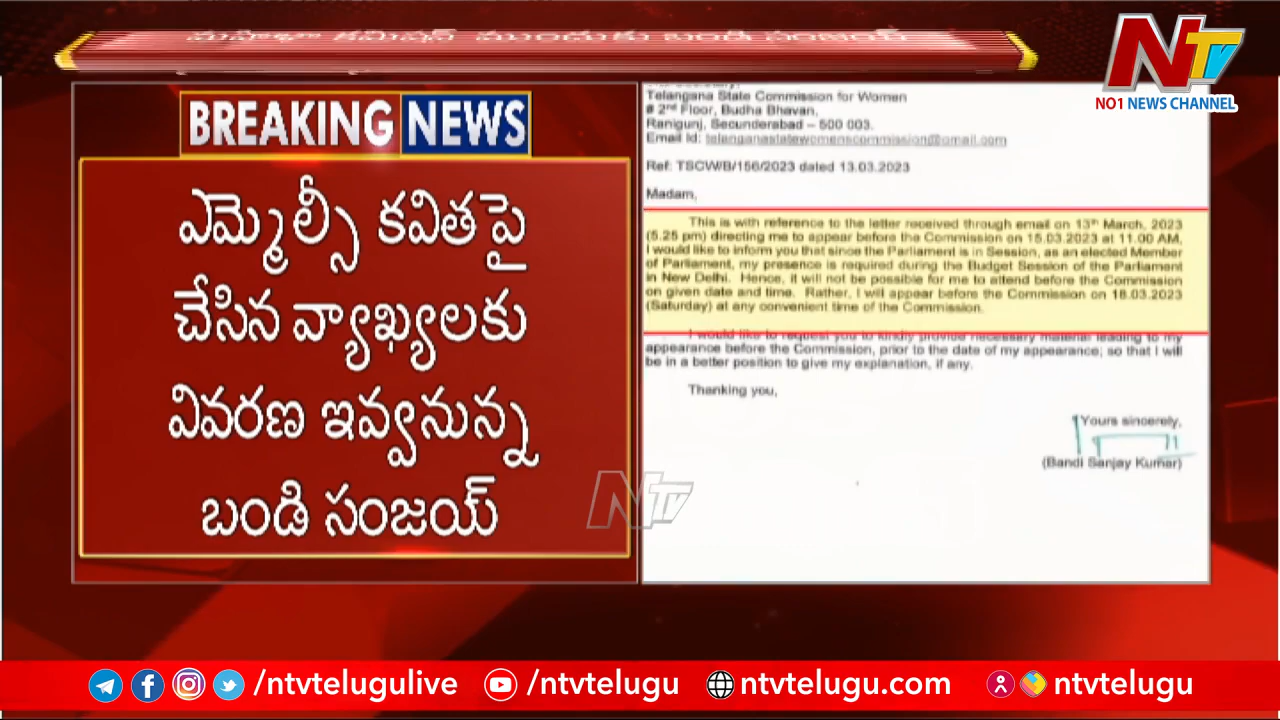 NTV
NO1 NEWS CHANNEL
BREAKING NEWS
ఎమ్మెల్సీ కవితపై
చేసిన వ్యాఖ్యలకు
వివరణ ఇవ్వనున్న
బండి సంజయ్
Telangana State Commission for Women
# 2nd Floor, Budha Bhavan,
Ranigunj, Secunderabad – 500 003.
Email Id: telanganastatewomenscommission@gmail.com
Ref: TSCW/B/156/2023 dated 13.03.2023
Madam,
This is with reference to the letter received through email on 13th March, 2023
(5.25 pm) directing me to appear before the Commission on 15.03.2023 at 11.00 AM,
I would like to inform you that since the Parliament is in Session, as an elected Member
of Parliament, my presence is required during the Budget Session of the Parliament
in New Delhi. Hence, it will not be possible for me to attend before the Commission
on given date and time. Rather, I will appear before the Commission on 18.03.2023
(Saturday) at any convenient time of the Commission.
I would like to request you to kindly provide necessary material leading to my
appearance before the Commission, prior to the date of my appearance; so that I will
be in a better position to give my explanation, if any.
Thanking you,
Yours sincerely,
(Bandi Sanjay Kumar)
NTV
/ntvtelugulive /ntvtelugu ntvtelugu.com ntvtelugu